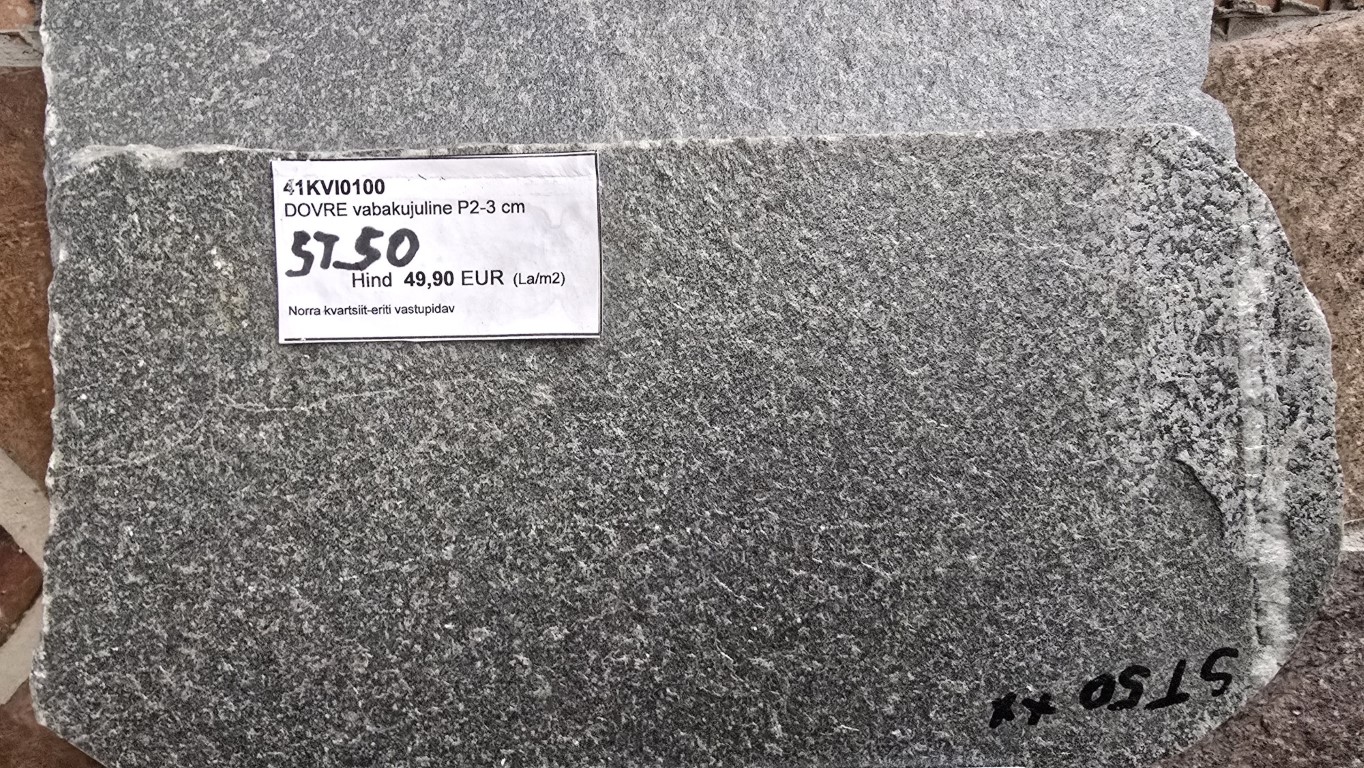 41KVI0100
DOVRE vabakujuline P2-3 cm
ST50
Hind 49,90 EUR (La/m2)
Norra kvartsiit-eriti vastupidav
ST50 xx